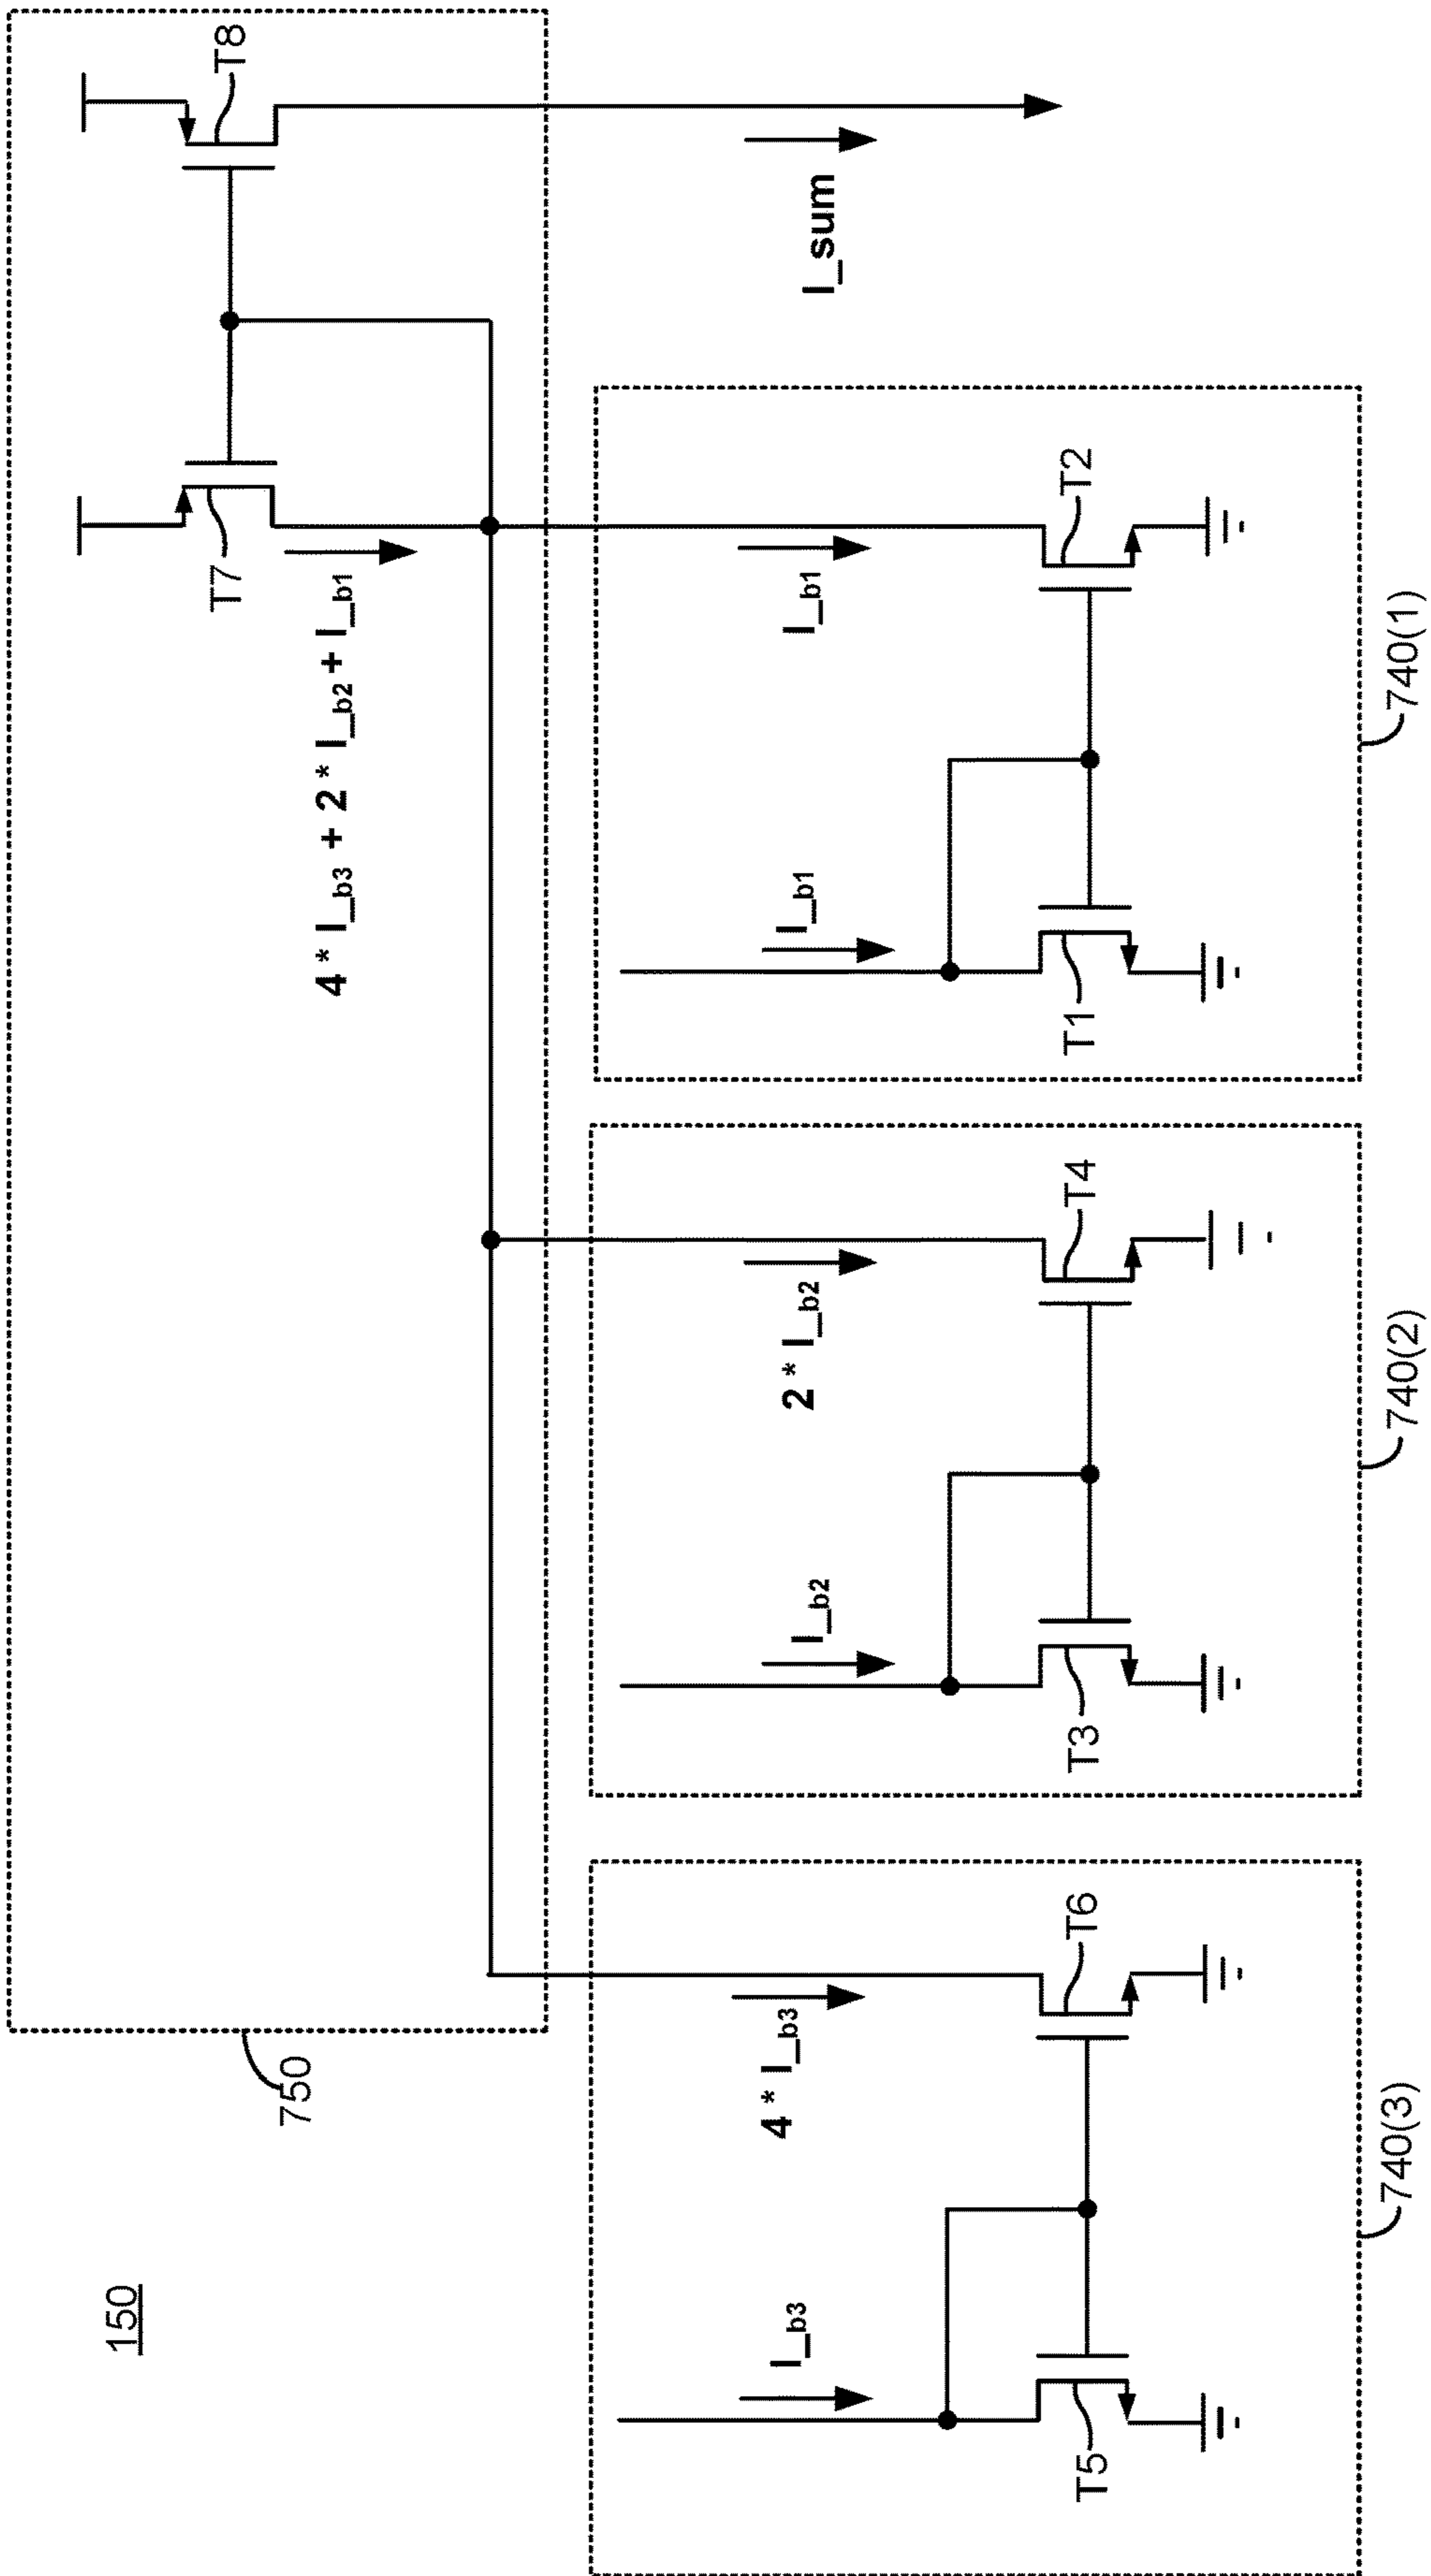 150
750
T7
T8
4 * I_b3 + 2 * I_b2 + I_b1
I_sum
I_b3
4 * I_b3
I_b2
2 * I_b2
I_b1
I_b1
T5
T6
T3
T4
T1
T2
740(3)
740(2)
740(1)